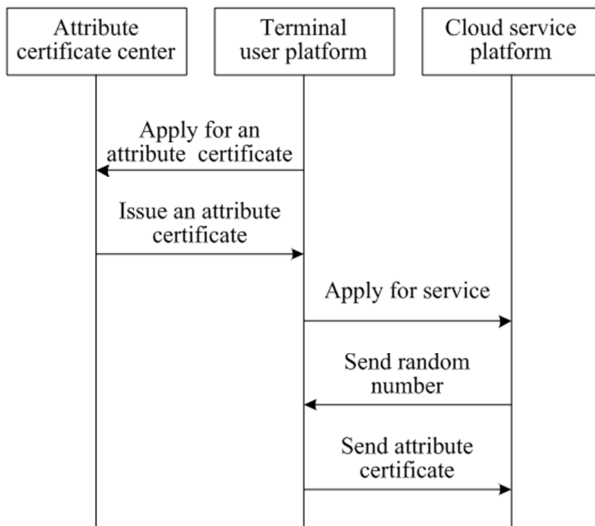 Attribute
certificate center
Terminal
user platform
Cloud service
platform
Apply for an
attribute certificate
Issue an attribute
certificate
Apply for service
Send random
number
Send attribute
certificate